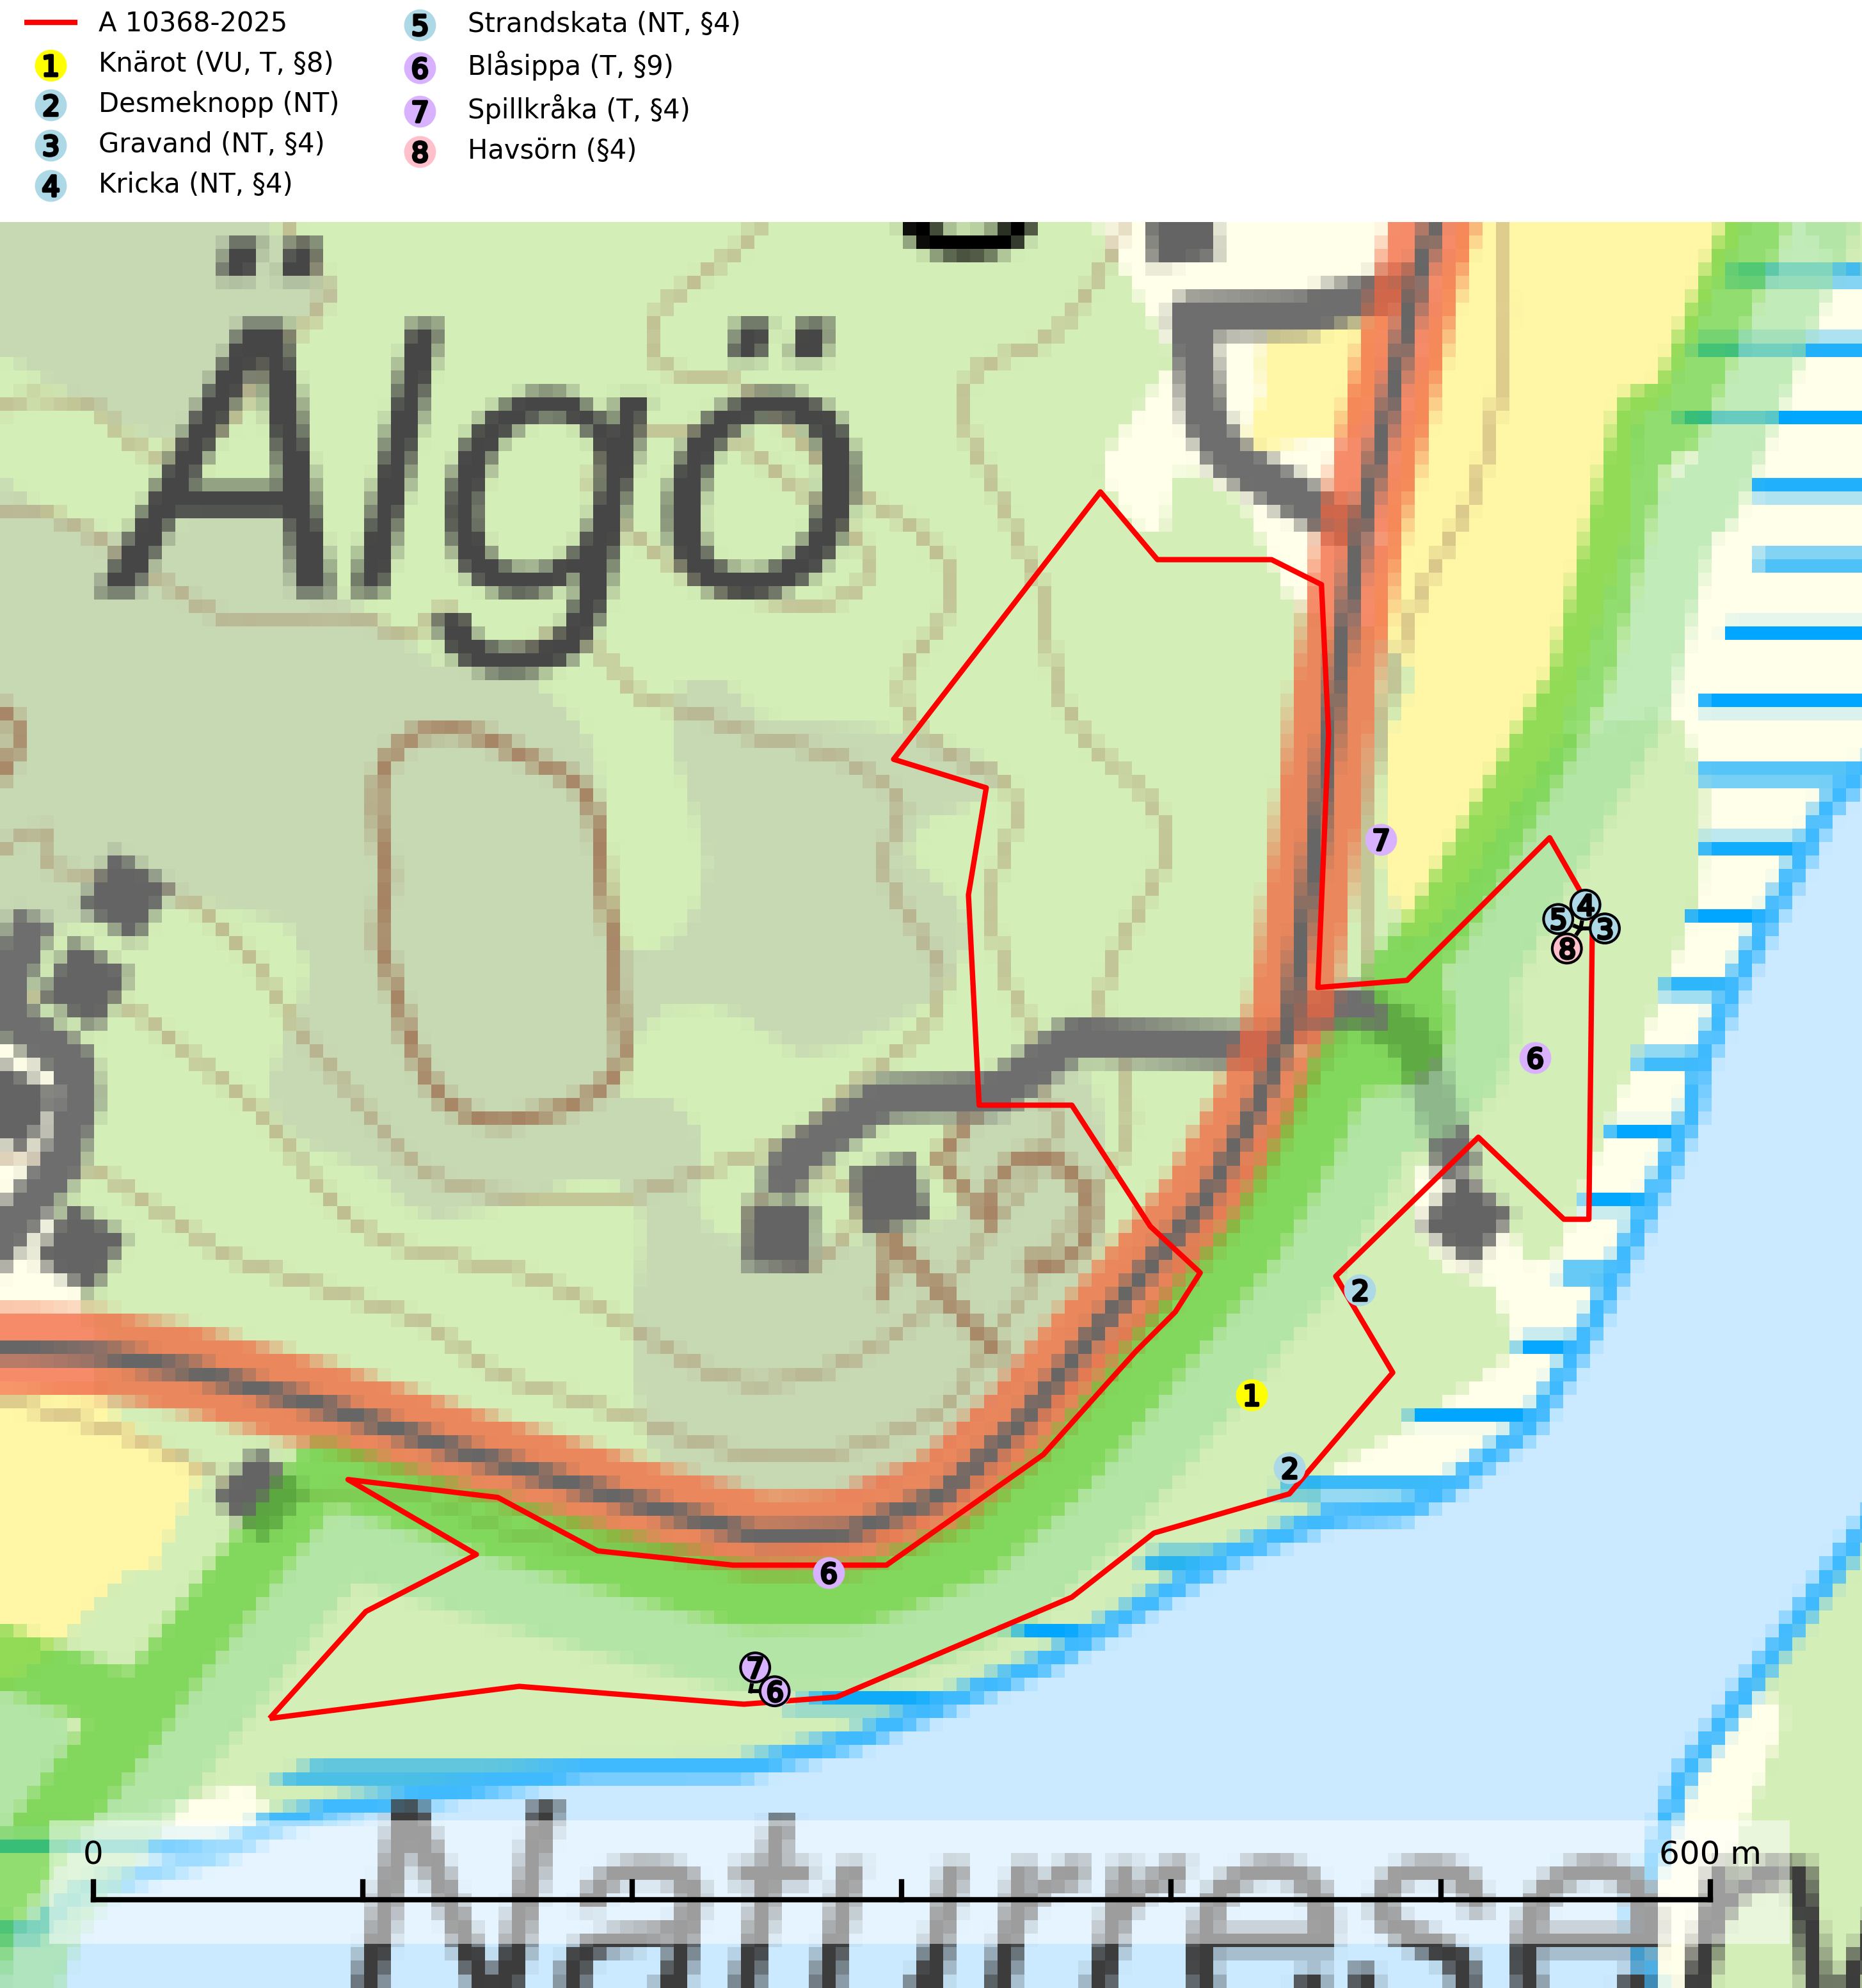 A 10368-2025
1 Knärot (VU, T, §8)
2 Desmeknopp (NT)
3 Gravand (NT, §4)
4 Kricka (NT, §4)
5 Strandskata (NT, §4)
6 Blåsippa (T, §9)
7 Spillkråka (T, §4)
8 Havsörn (§4)
Algö
7
4
5
3
8
6
2
1
2
6
7
6
0
600 m